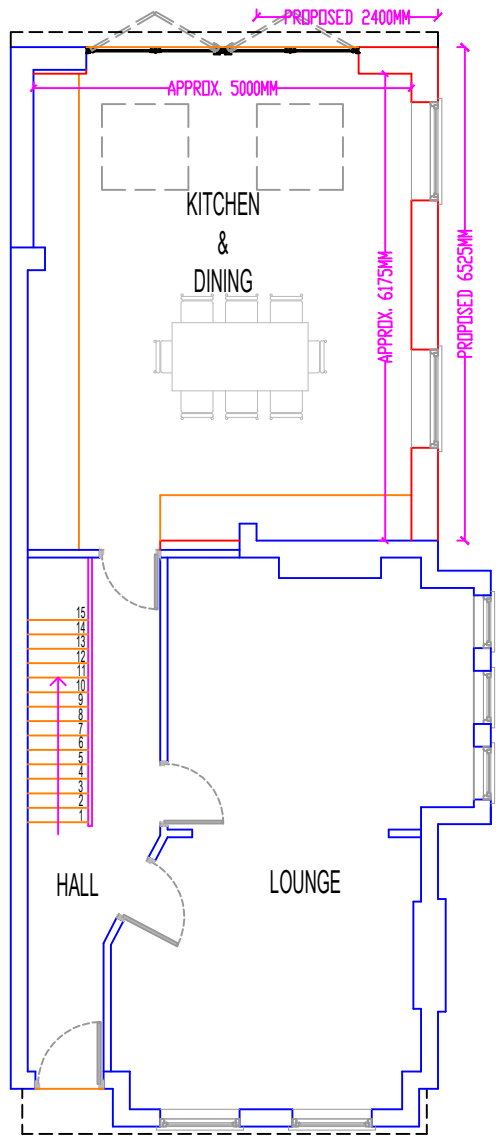 PROPOSED 2400MM
APPROX. 5000MM
KITCHEN
&
DINING
APPROX. 6175MM
PROPOSED 6525MM
15
14
13
12
11
10
9
8
7
6
5
4
3
2
1
HALL
LOUNGE